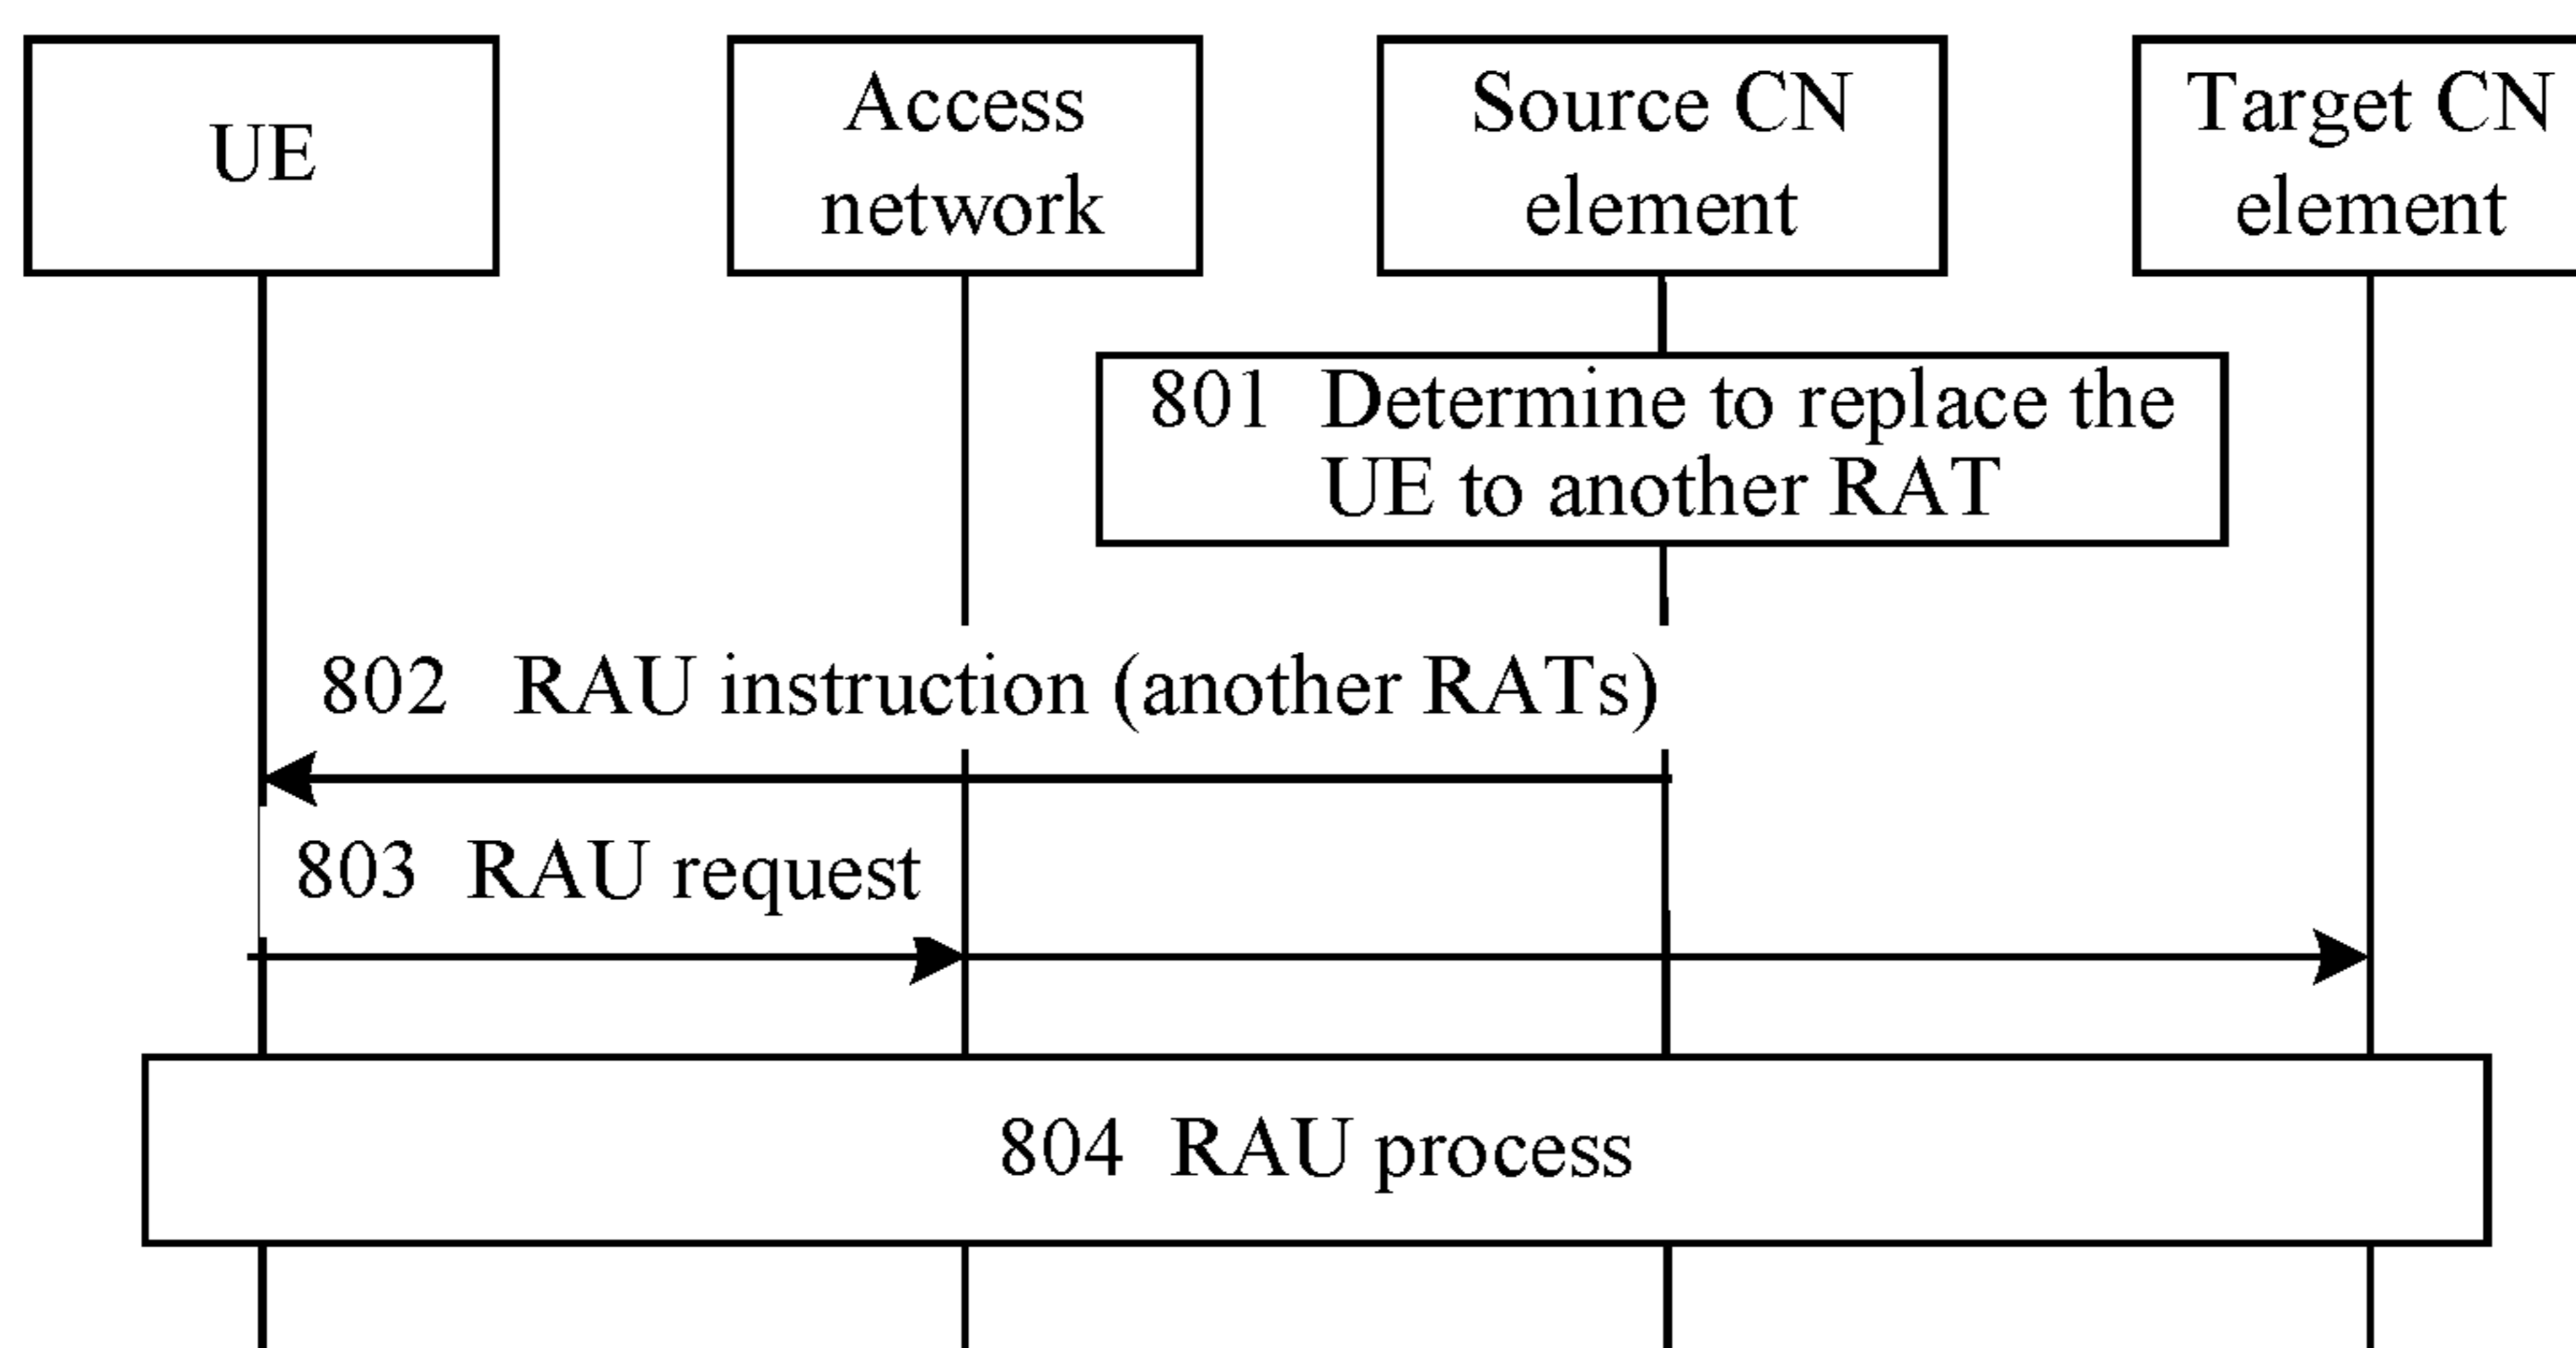 UE
Access
network
Source CN
element
Target CN
element
801 Determine to replace the
UE to another RAT
802 RAU instruction (another RATs)
803 RAU request
804 RAU process